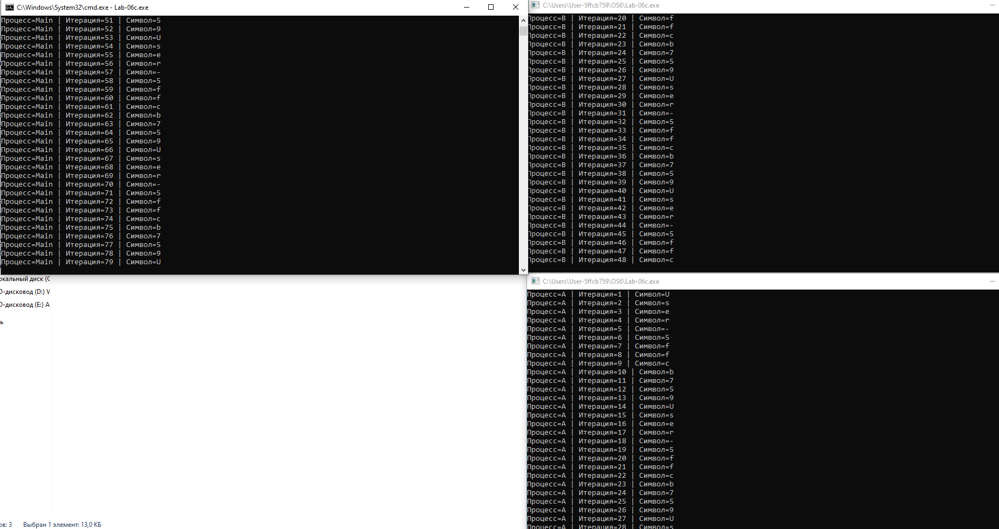 C:\Windows\System32\cmd.exe - Lab-06c.exe
Процесс=Main | Итерация=51 | Символ=5
Процесс=Main | Итерация=52 | Символ=9
Процесс=Main | Итерация=53 | Символ=U
Процесс=Main | Итерация=54 | Символ=s
Процесс=Main | Итерация=55 | Символ=e
Процесс=Main | Итерация=56 | Символ=r
Процесс=Main | Итерация=57 | Символ=-
Процесс=Main | Итерация=58 | Символ=5
Процесс=Main | Итерация=59 | Символ=f
Процесс=Main | Итерация=60 | Символ=f
Процесс=Main | Итерация=61 | Символ=c
Процесс=Main | Итерация=62 | Символ=b
Процесс=Main | Итерация=63 | Символ=7
Процесс=Main | Итерация=64 | Символ=5
Процесс=Main | Итерация=65 | Символ=9
Процесс=Main | Итерация=66 | Символ=U
Процесс=Main | Итерация=67 | Символ=s
Процесс=Main | Итерация=68 | Символ=e
Процесс=Main | Итерация=69 | Символ=r
Процесс=Main | Итерация=70 | Символ=-
Процесс=Main | Итерация=71 | Символ=5
Процесс=Main | Итерация=72 | Символ=f
Процесс=Main | Итерация=73 | Символ=f
Процесс=Main | Итерация=74 | Символ=c
Процесс=Main | Итерация=75 | Символ=b
Процесс=Main | Итерация=76 | Символ=7
Процесс=Main | Итерация=77 | Символ=5
Процесс=Main | Итерация=78 | Символ=9
Процесс=Main | Итерация=79 | Символ=U
C:\Users\User-5ffcb759\OS6\Lab-06c.exe
Процесс=B | Итерация=20 | Символ=f
Процесс=B | Итерация=21 | Символ=f
Процесс=B | Итерация=22 | Символ=c
Процесс=B | Итерация=23 | Символ=b
Процесс=B | Итерация=24 | Символ=7
Процесс=B | Итерация=25 | Символ=5
Процесс=B | Итерация=26 | Символ=9
Процесс=B | Итерация=27 | Символ=U
Процесс=B | Итерация=28 | Символ=s
Процесс=B | Итерация=29 | Символ=e
Процесс=B | Итерация=30 | Символ=r
Процесс=B | Итерация=31 | Символ=-
Процесс=B | Итерация=32 | Символ=5
Процесс=B | Итерация=33 | Символ=f
Процесс=B | Итерация=34 | Символ=f
Процесс=B | Итерация=35 | Символ=c
Процесс=B | Итерация=36 | Символ=b
Процесс=B | Итерация=37 | Символ=7
Процесс=B | Итерация=38 | Символ=5
Процесс=B | Итерация=39 | Символ=9
Процесс=B | Итерация=40 | Символ=U
Процесс=B | Итерация=41 | Символ=s
Процесс=B | Итерация=42 | Символ=e
Процесс=B | Итерация=43 | Символ=r
Процесс=B | Итерация=44 | Символ=-
Процесс=B | Итерация=45 | Символ=5
Процесс=B | Итерация=46 | Символ=f
Процесс=B | Итерация=47 | Символ=f
Процесс=B | Итерация=48 | Символ=c
окальный диск (C
D-дисковод (D:) V
D-дисковод (E:) A
ь
ов: 3 Выбран 1 элемент: 13,0 КБ
C:\Users\User-5ffcb759\OS6\Lab-06c.exe
Процесс=A | Итерация=1 | Символ=U
Процесс=A | Итерация=2 | Символ=s
Процесс=A | Итерация=3 | Символ=e
Процесс=A | Итерация=4 | Символ=r
Процесс=A | Итерация=5 | Символ=-
Процесс=A | Итерация=6 | Символ=5
Процесс=A | Итерация=7 | Символ=f
Процесс=A | Итерация=8 | Символ=f
Процесс=A | Итерация=9 | Символ=c
Процесс=A | Итерация=10 | Символ=b
Процесс=A | Итерация=11 | Символ=7
Процесс=A | Итерация=12 | Символ=5
Процесс=A | Итерация=13 | Символ=9
Процесс=A | Итерация=14 | Символ=U
Процесс=A | Итерация=15 | Символ=s
Процесс=A | Итерация=16 | Символ=e
Процесс=A | Итерация=17 | Символ=r
Процесс=A | Итерация=18 | Символ=-
Процесс=A | Итерация=19 | Символ=5
Процесс=A | Итерация=20 | Символ=f
Процесс=A | Итерация=21 | Символ=f
Процесс=A | Итерация=22 | Символ=c
Процесс=A | Итерация=23 | Символ=b
Процесс=A | Итерация=24 | Символ=7
Процесс=A | Итерация=25 | Символ=5
Процесс=A | Итерация=26 | Символ=9
Процесс=A | Итерация=27 | Символ=U
Процесс=A | Итерация=28 | Символ=s